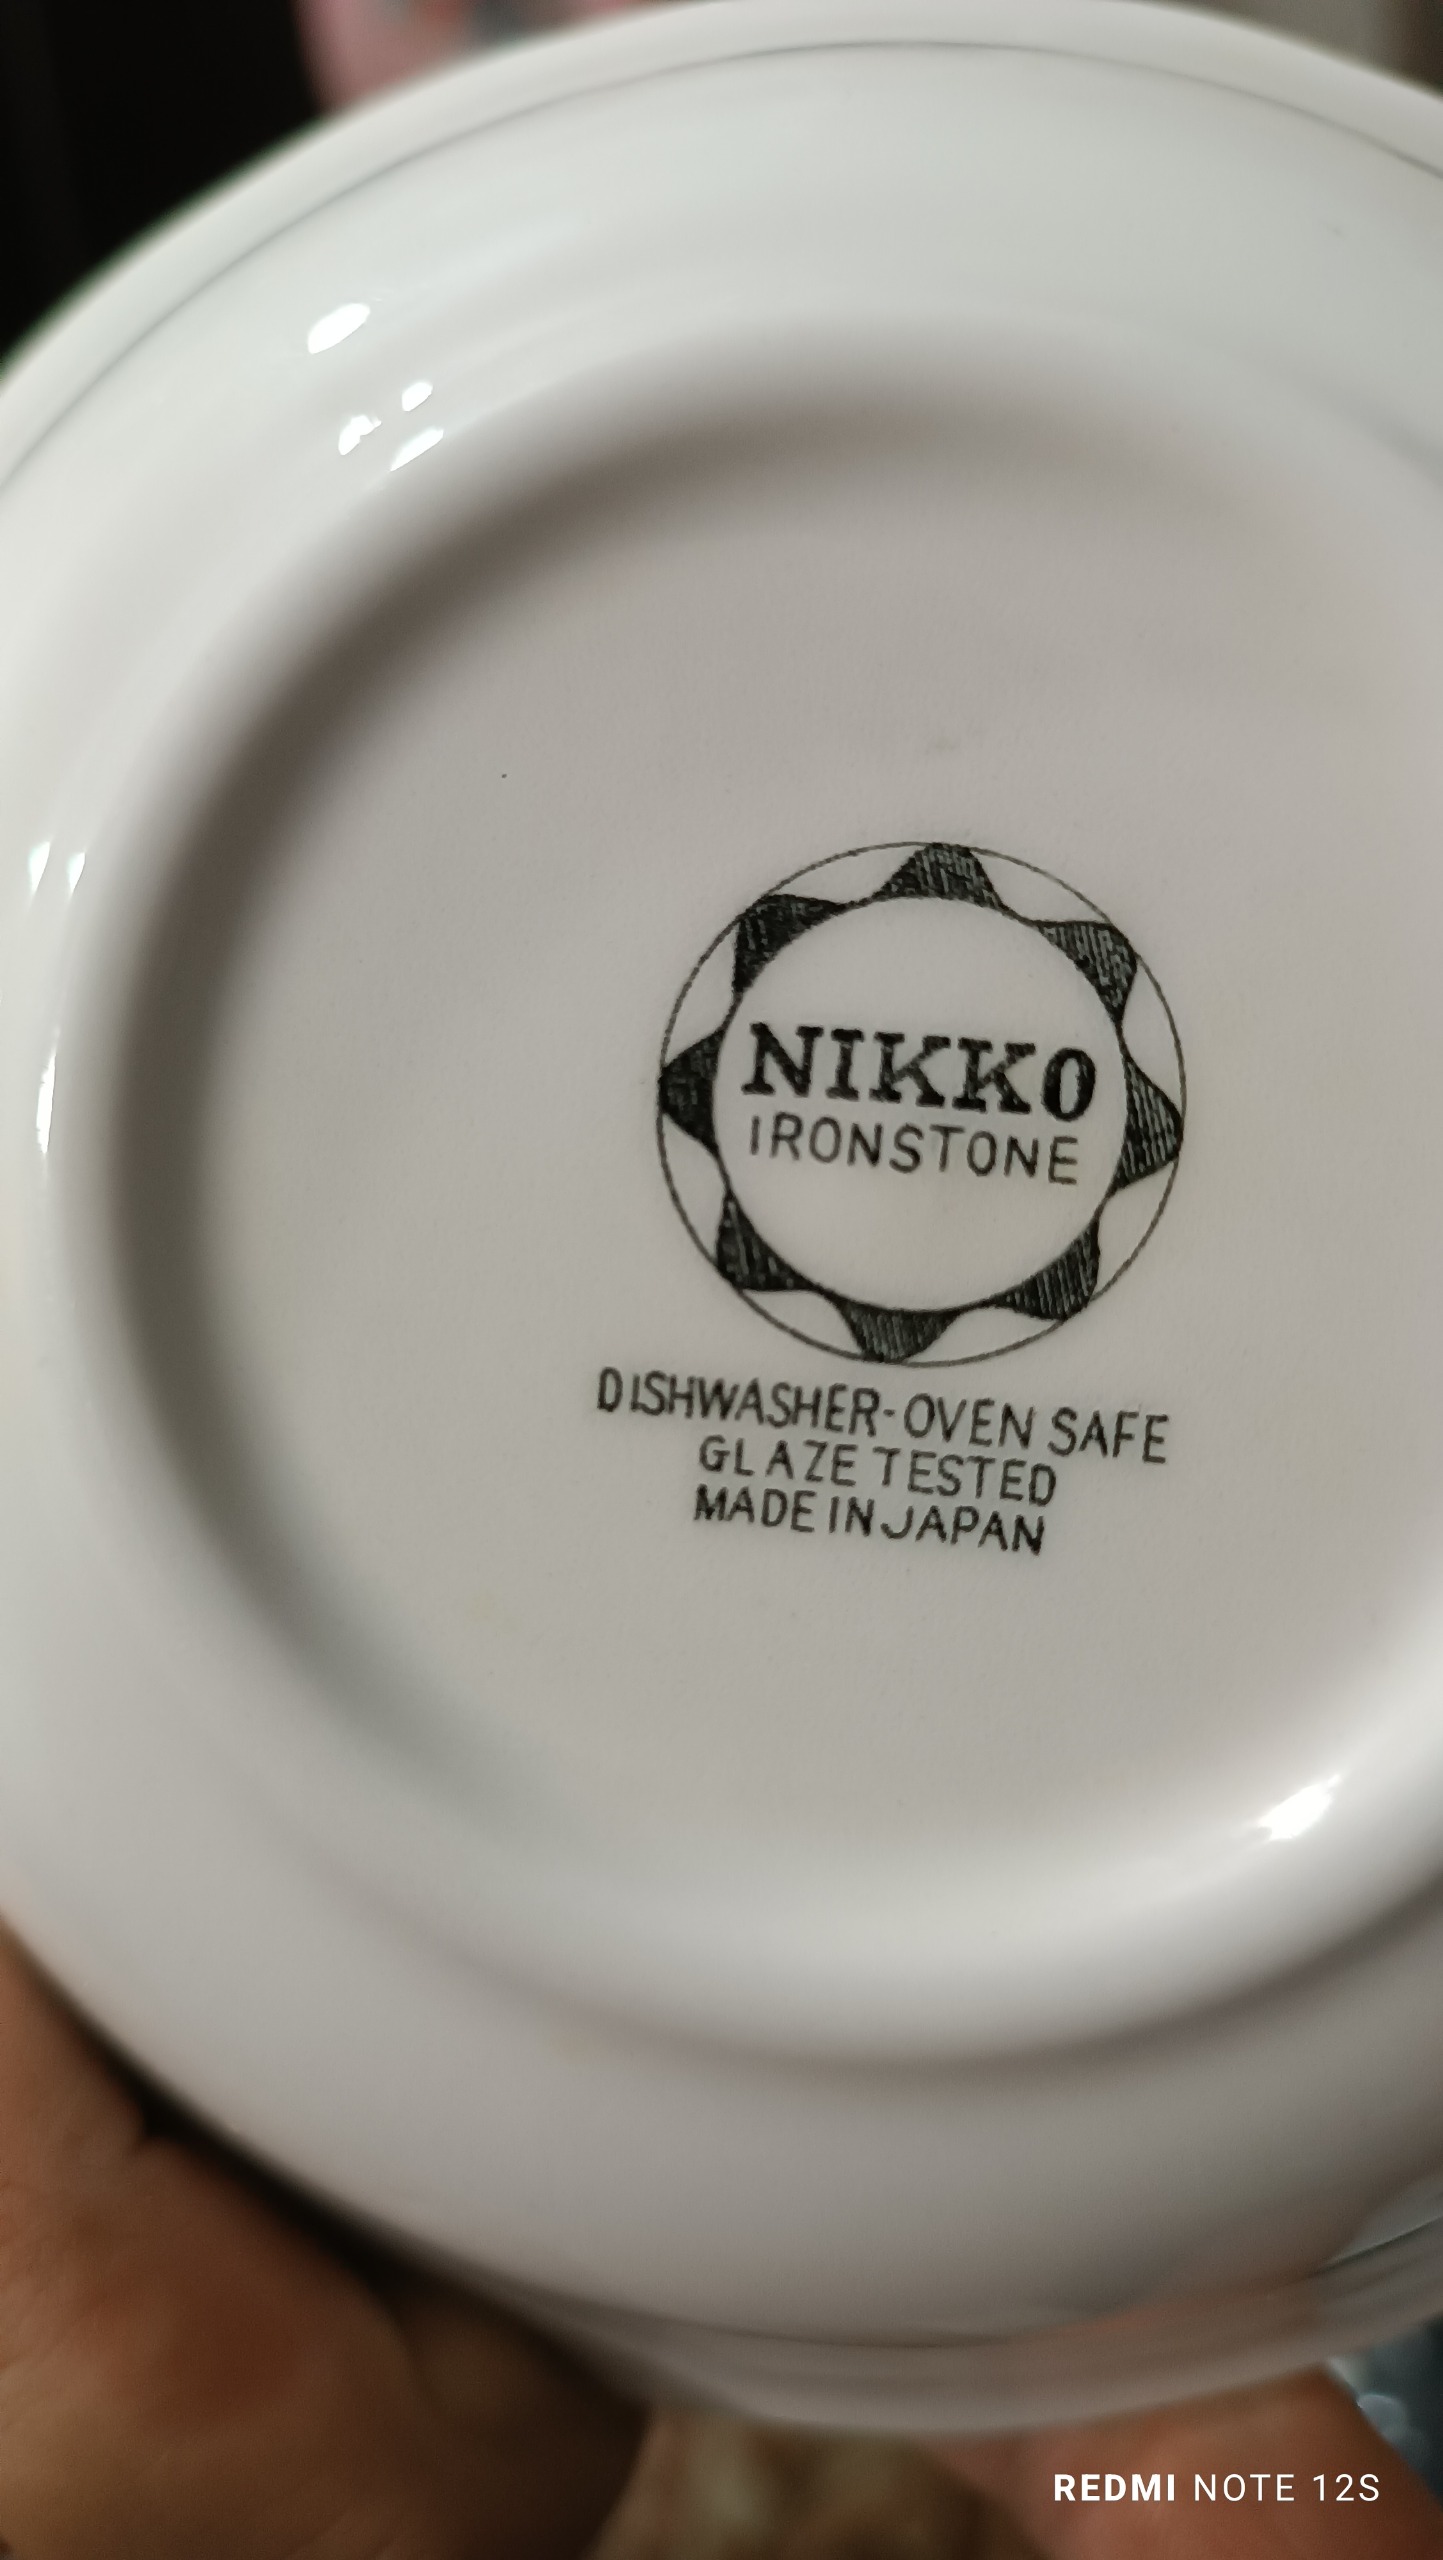 NIKKO
IRONSTONE
DISHWASHER-OVEN SAFE
GLAZE TESTED
MADE IN JAPAN
REDMI NOTE 12S